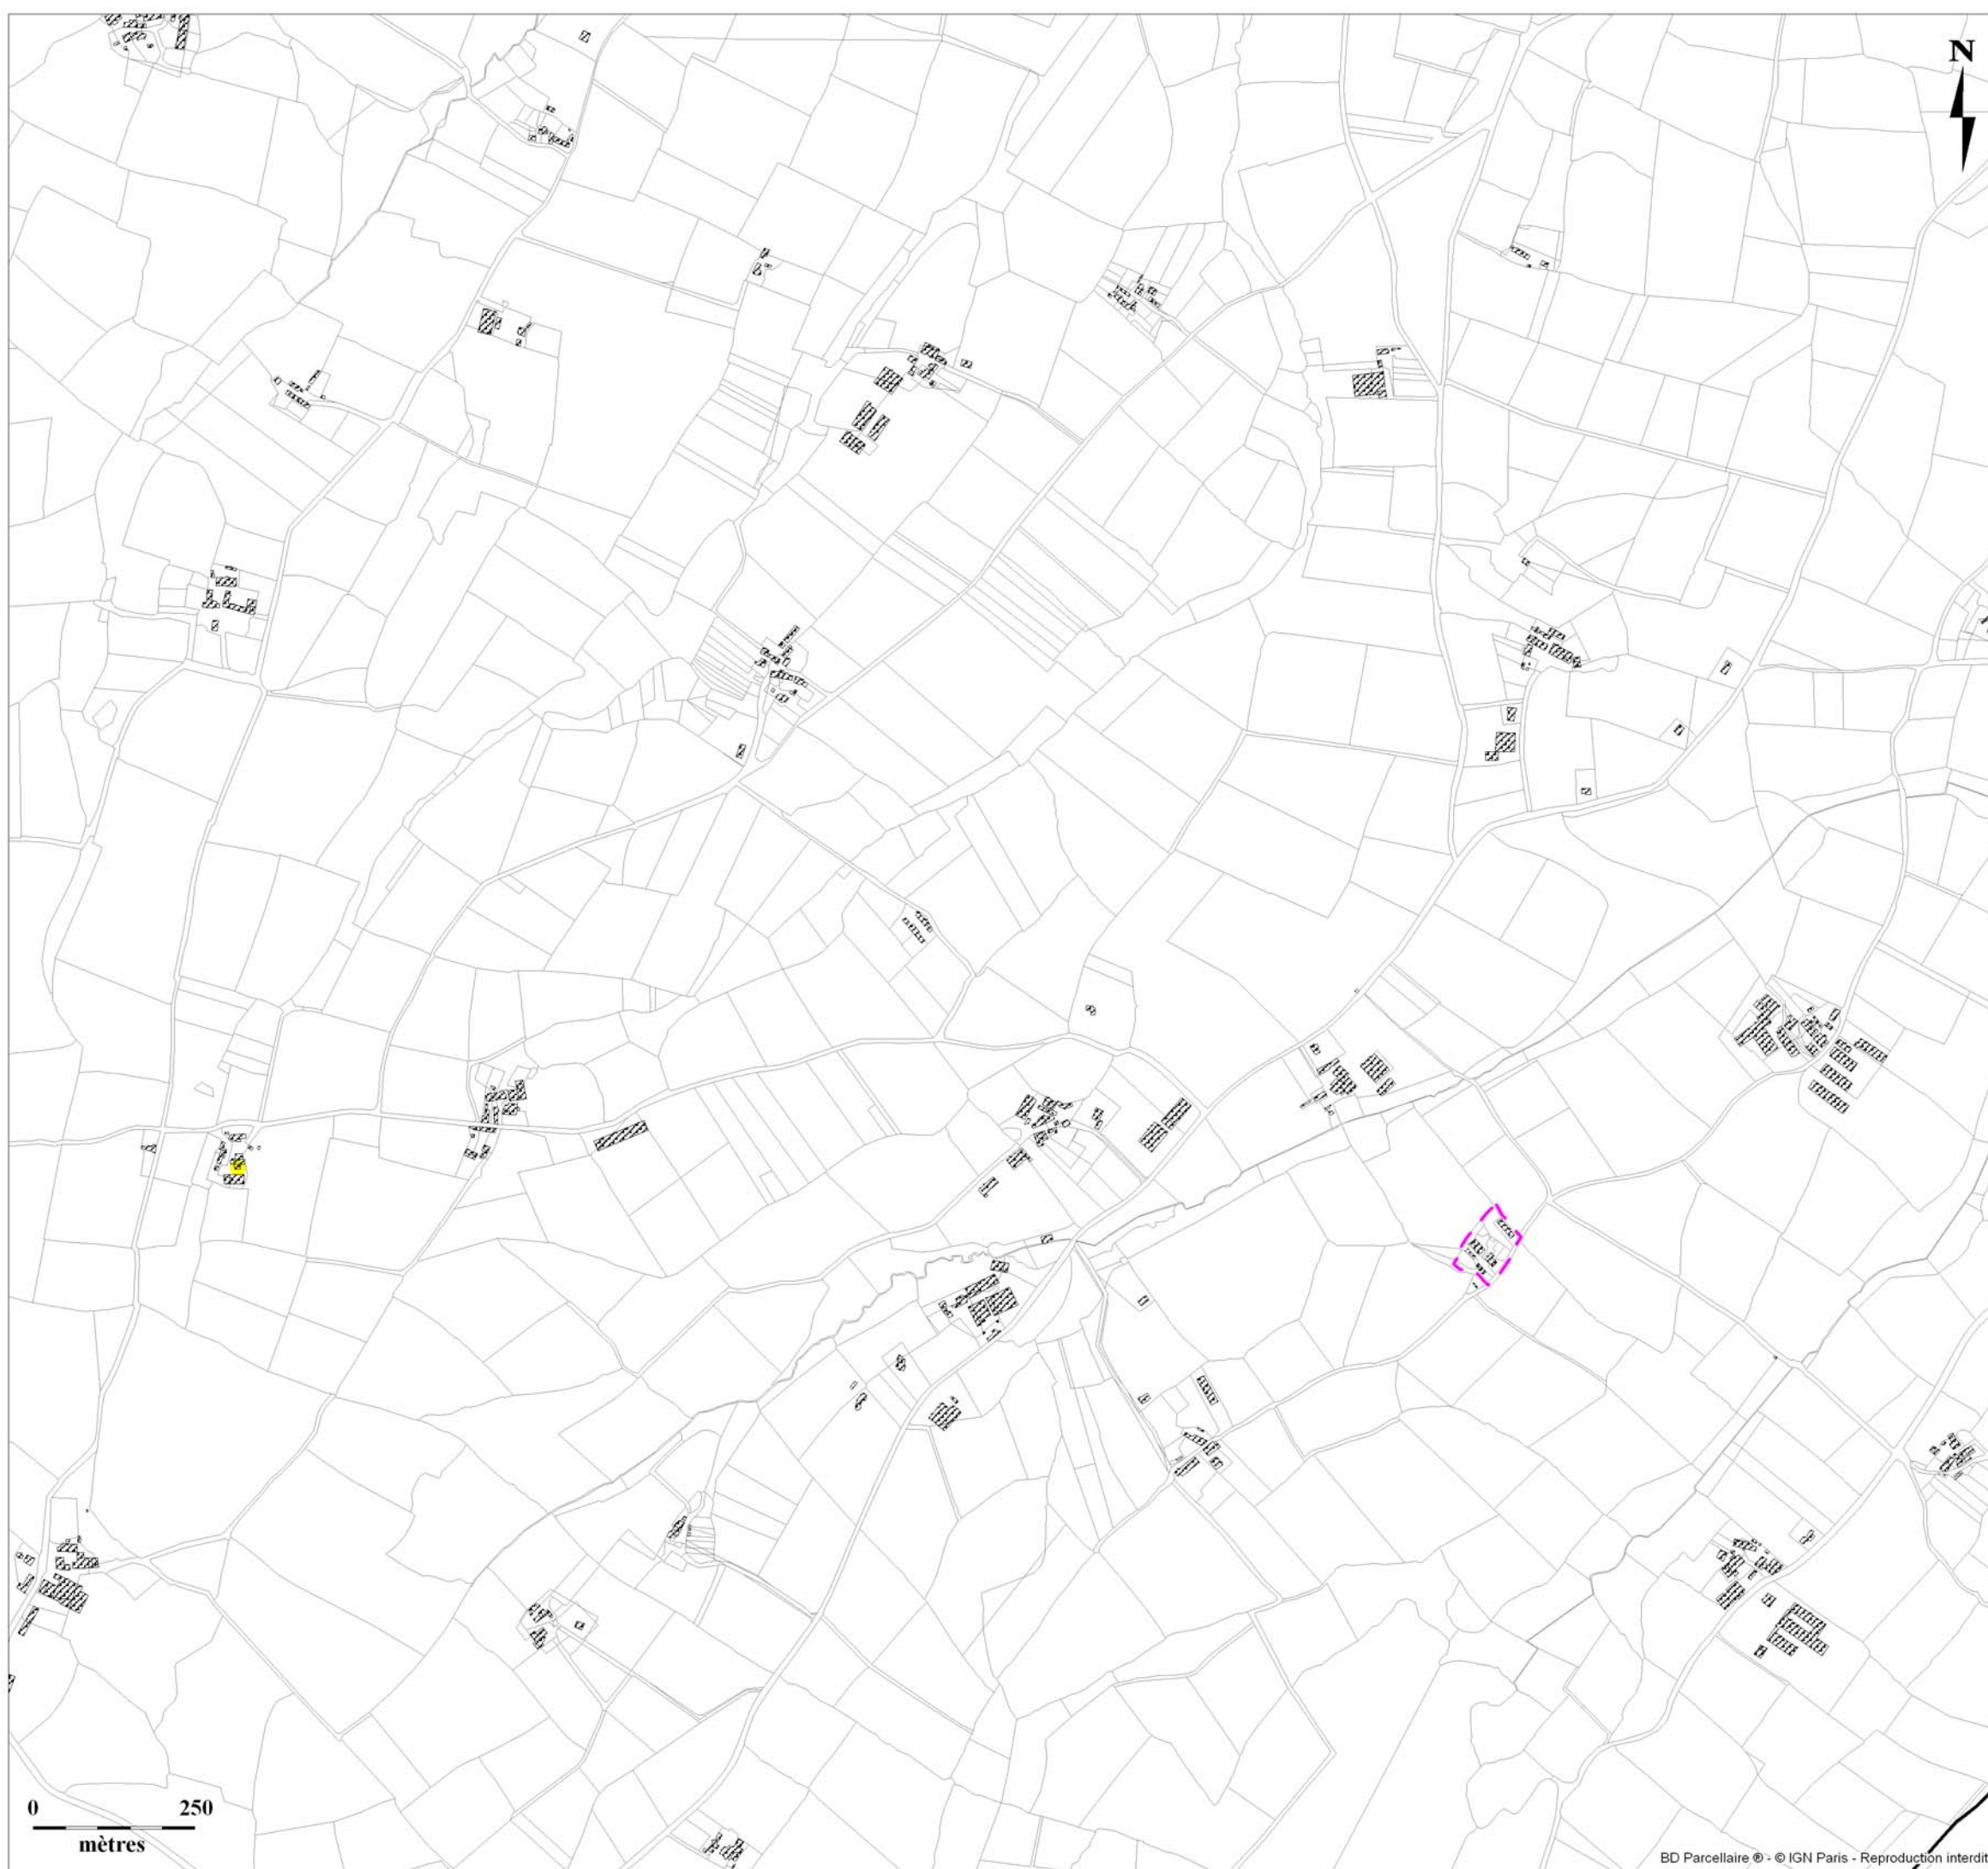 N
0 250
mètres
BD Parcellaire ® - © IGN Paris - Reproduction interdit